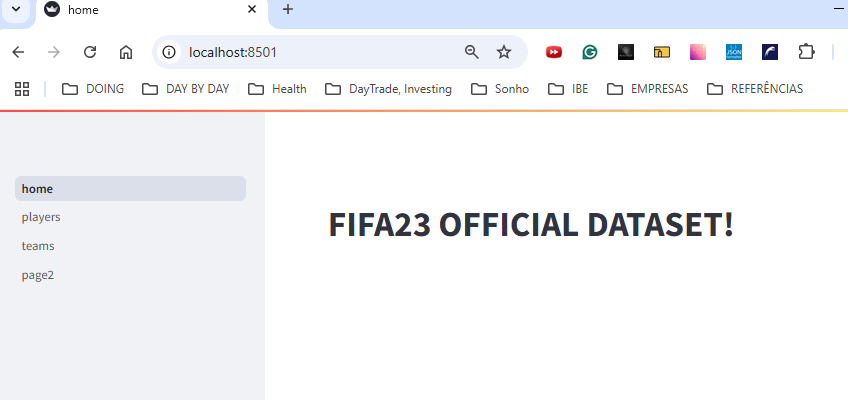 home
localhost:8501
JSON
DOING DAY BY DAY Health DayTrade, Investing Sonho IBE EMPRESAS REFERÊNCIAS
home
players
teams
page2
FIFA23 OFFICIAL DATASET!